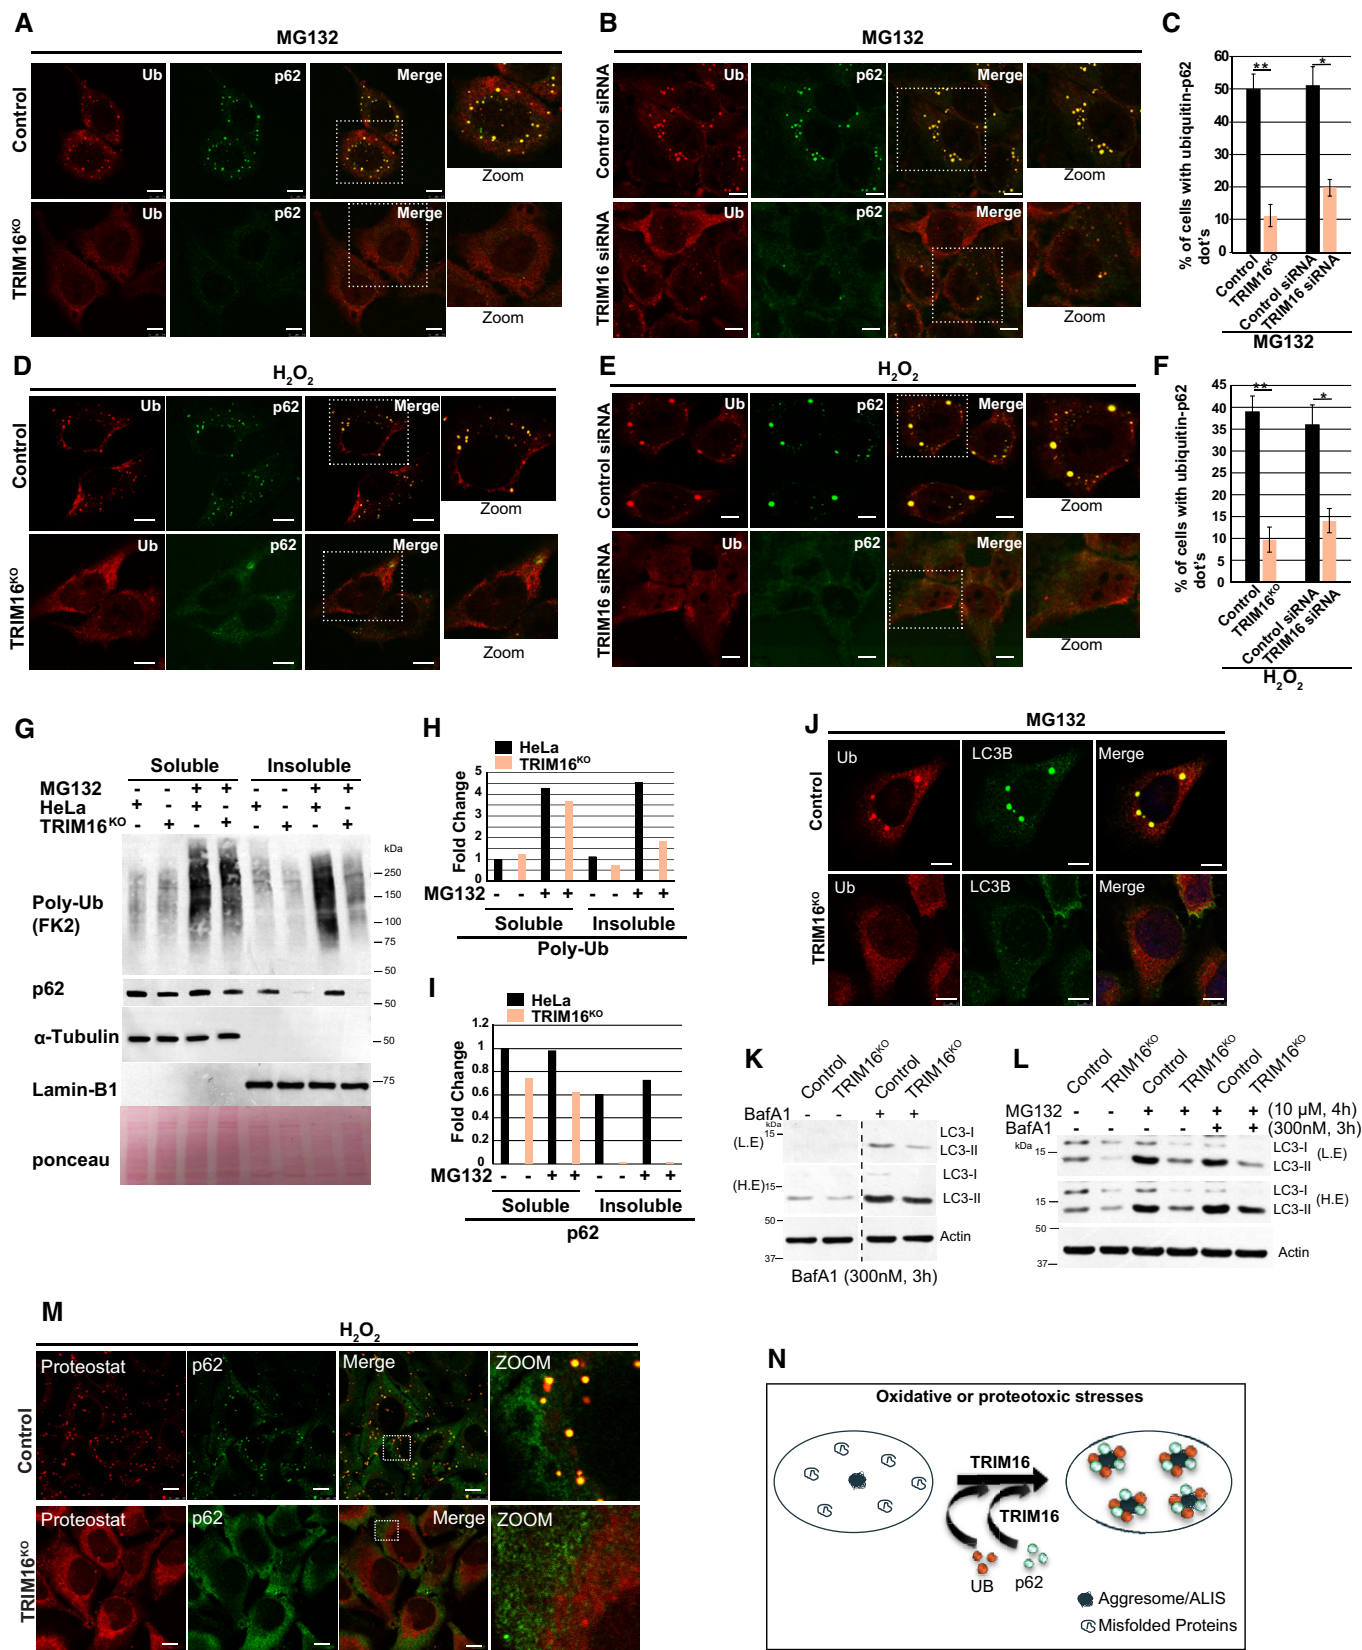 A
MG132
Control
Ub
p62
Merge
Zoom
TRIM16KO
Ub
p62
Merge
Zoom
B
MG132
Control siRNA
Ub
p62
Merge
Zoom
TRIM16 siRNA
Ub
p62
Merge
Zoom
C
% of cells with ubiquitin-p62 dot's
60
50
40
30
20
10
0
**
*
Control
TRIM16KO
Control siRNA
TRIM16 siRNA
MG132
D
H2O2
Control
Ub
p62
Merge
Zoom
TRIM16KO
Ub
p62
Merge
Zoom
E
H2O2
Control siRNA
Ub
p62
Merge
Zoom
TRIM16 siRNA
Ub
p62
Merge
Zoom
F
% of cells with ubiquitin-p62 dot's
45
40
35
30
25
20
15
10
5
0
**
*
Control
TRIM16KO
Control siRNA
TRIM16 siRNA
H2O2
G
Soluble Insoluble
MG132 - - + + - - + +
HeLa + - + - + - + -
TRIM16KO - + - + - + - +
kDa
Poly-Ub (FK2)
250
150
100
75
50
p62
50
α-Tubulin
50
Lamin-B1
75
ponceau
H
HeLa
TRIM16KO
Fold Change
5
4
3
2
1
1
MG132 - - + + - - + +
Soluble Insoluble
Poly-Ub
I
HeLa
TRIM16KO
Fold Change
1.2
1
0.8
0.6
0.4
0.2
0
MG132 - - + + - - + +
Soluble Insoluble
p62
J
MG132
Control
Ub
LC3B
Merge
TRIM16KO
Ub
LC3B
Merge
K
Control TRIM16KO Control TRIM16KO
BafA1 - - + +
kDa
15
(L.E)
LC3-I
LC3-II
(H.E)
15
LC3-I
LC3-II
50
Actin
37
BafA1 (300nM, 3h)
L
Control TRIM16KO Control TRIM16KO Control TRIM16KO
MG132 - - + + + + (10 µM, 4h)
BafA1 - - - - + + (300nM, 3h)
kDa
15
LC3-I
(L.E)
LC3-II
15
LC3-I
(H.E)
LC3-II
50
Actin
37
M
H2O2
Control
Proteostat
p62
Merge
ZOOM
TRIM16KO
Proteostat
p62
Merge
ZOOM
N
Oxidative or proteotoxic stresses
TRIM16
TRIM16
UB
p62
Aggresome/ALIS
Misfolded Proteins